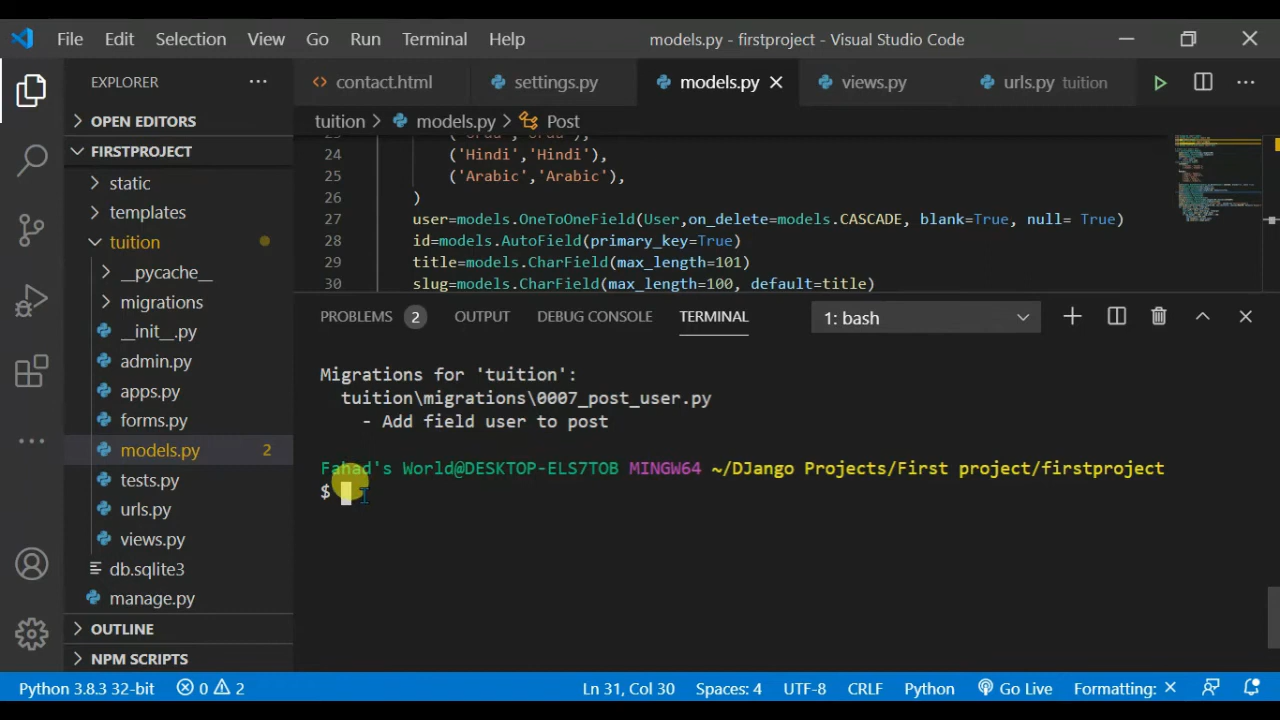 File Edit Selection View Go Run Terminal Help models.py - firstproject - Visual Studio Code
EXPLORER ··· <> contact.html settings.py models.py views.py urls.py tuition ···
OPEN EDITORS
FIRSTPROJECT
static
templates
tuition
__pycache__
migrations
__init__.py
admin.py
apps.py
forms.py
models.py 2
tests.py
urls.py
views.py
db.sqlite3
manage.py
OUTLINE
NPM SCRIPTS
tuition > models.py > Post
24 ('Hindi','Hindi'),
25 ('Arabic','Arabic'),
26 )
27 user=models.OneToOneField(User,on_delete=models.CASCADE, blank=True, null= True)
28 id=models.AutoField(primary_key=True)
29 title=models.CharField(max_length=101)
30 slug=models.CharField(max_length=100, default=title)
PROBLEMS 2 OUTPUT DEBUG CONSOLE TERMINAL 1: bash
Migrations for 'tuition':
tuition\migrations\0007_post_user.py
- Add field user to post
Fahad's World@DESKTOP-ELS7TOB MINGW64 ~/DJango Projects/First project/firstproject
$
Python 3.8.3 32-bit 0 2 Ln 31, Col 30 Spaces: 4 UTF-8 CRLF Python Go Live Formatting: ×